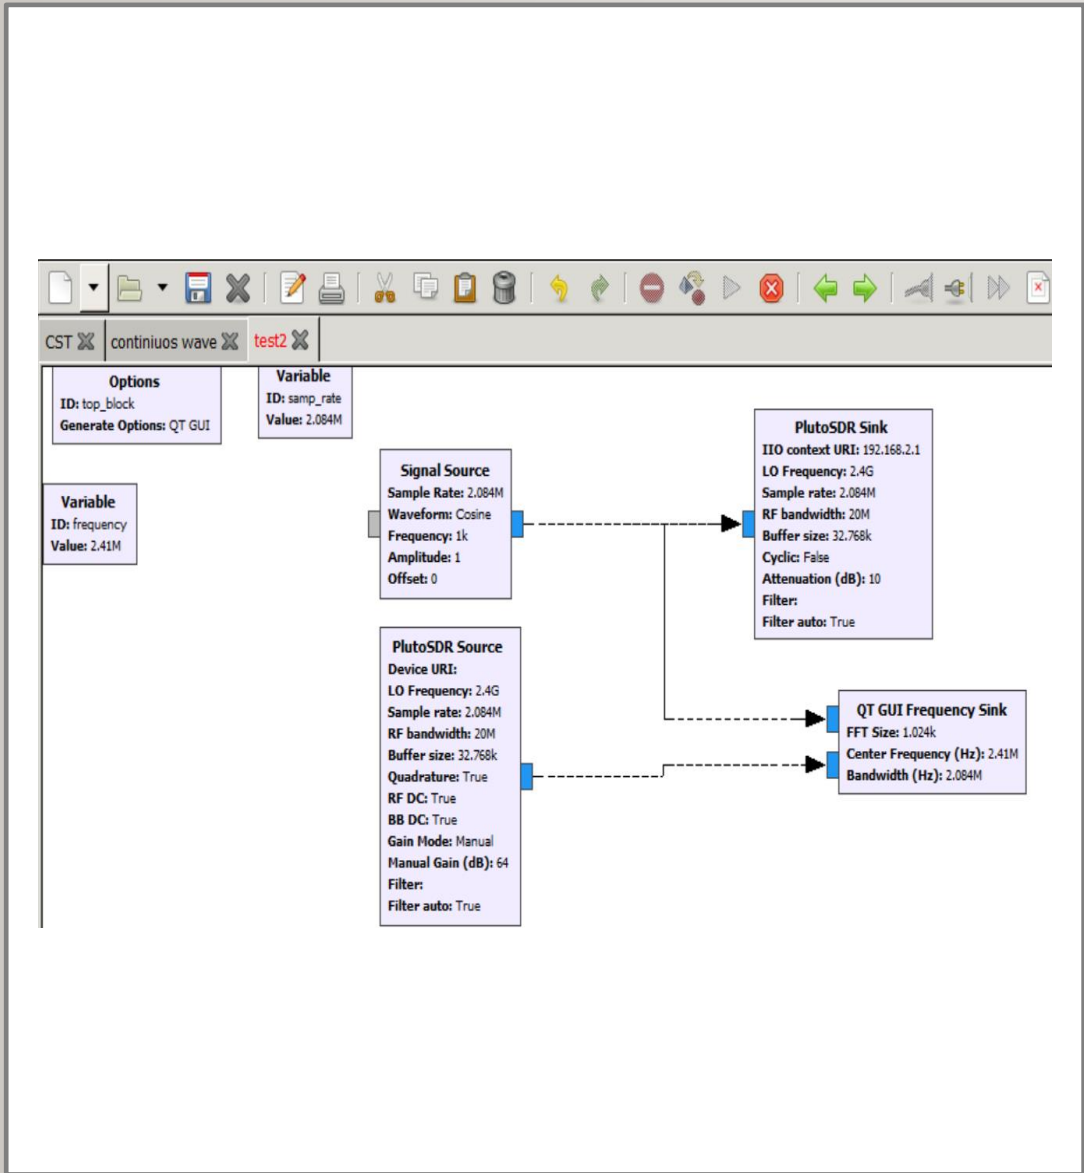 CST
continiuos wave
test2
Options
ID: top_block
Generate Options: QT GUI
Variable
ID: samp_rate
Value: 2.084M
Variable
ID: frequency
Value: 2.41M
Signal Source
Sample Rate: 2.084M
Waveform: Cosine
Frequency: 1k
Amplitude: 1
Offset: 0
PlutoSDR Sink
IIO context URI: 192.168.2.1
LO Frequency: 2.4G
Sample rate: 2.084M
RF bandwidth: 20M
Buffer size: 32.768k
Cyclic: False
Attenuation (dB): 10
Filter:
Filter auto: True
PlutoSDR Source
Device URI:
LO Frequency: 2.4G
Sample rate: 2.084M
RF bandwidth: 20M
Buffer size: 32.768k
Quadrature: True
RF DC: True
BB DC: True
Gain Mode: Manual
Manual Gain (dB): 64
Filter:
Filter auto: True
QT GUI Frequency Sink
FFT Size: 1.024k
Center Frequency (Hz): 2.41M
Bandwidth (Hz): 2.084M